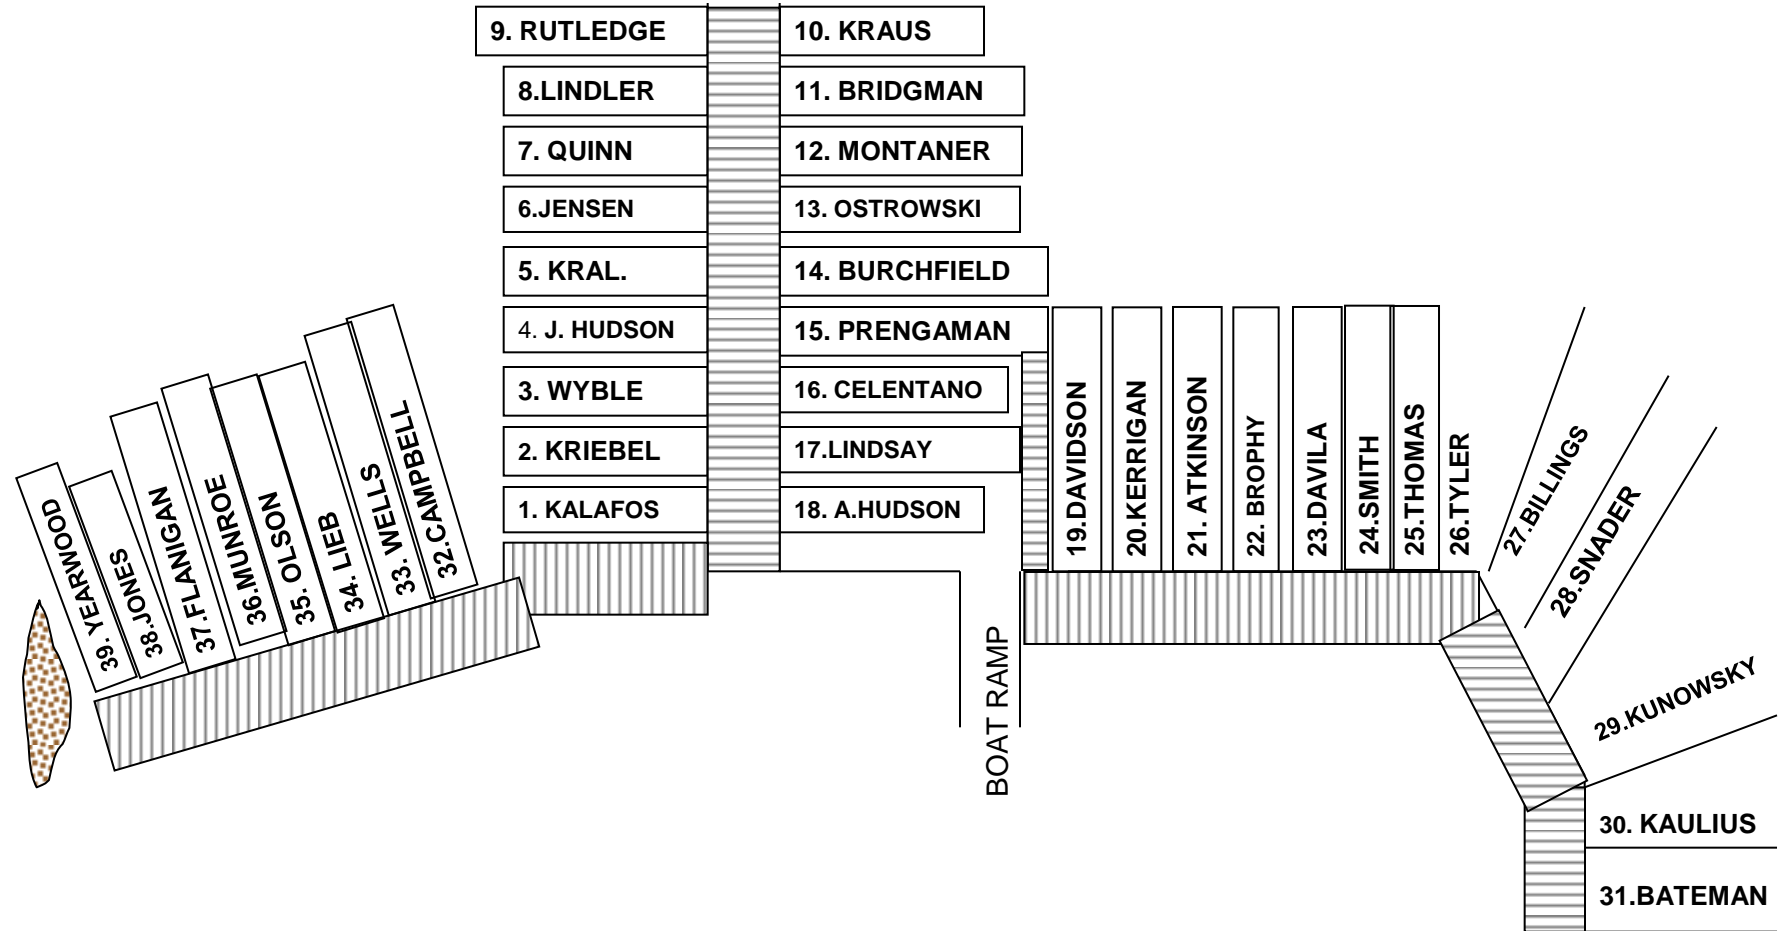 9. RUTLEDGE
8.LINDLER
7. QUINN
6.JENSEN
5. KRAL.
4. J. HUDSON
3. WYBLE
2. KRIEBEL
1. KALAFOS
10. KRAUS
11. BRIDGMAN
12. MONTANER
13. OSTROWSKI
14. BURCHFIELD
15. PRENGAMAN
16. CELENTANO
17.LINDSAY
18. A.HUDSON
39. YEARWOOD
38.JONES
37.FLANIGAN
36.MUNROE
35. OLSON
34. LIEB
33. WELLS
32.CAMPBELL
BOAT RAMP
19.DAVIDSON
20.KERRIGAN
21. ATKINSON
22. BROPHY
23.DAVILA
24.SMITH
25.THOMAS
26.TYLER
27.BILLINGS
28.SNADER
29.KUNOWSKY
30. KAULIUS
31.BATEMAN